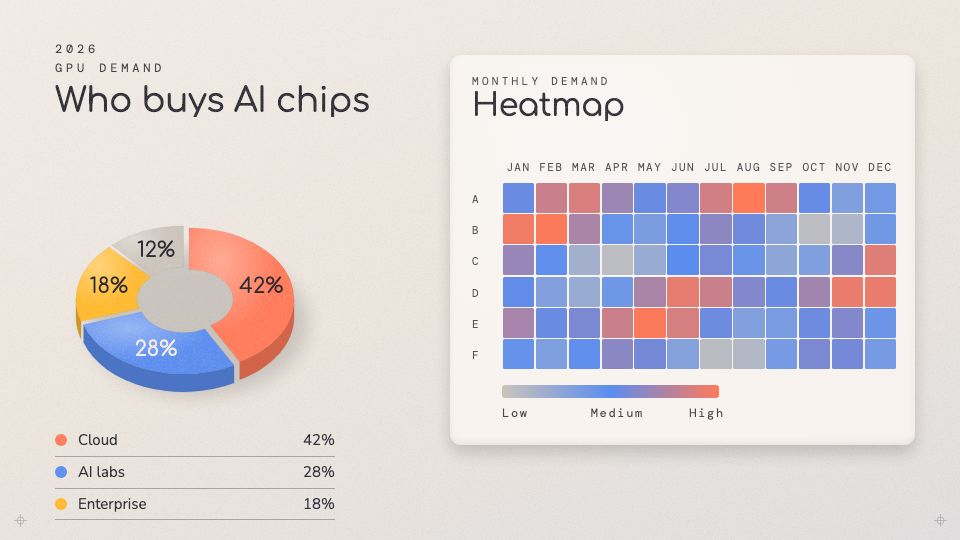 2026
GPU DEMAND
Who buys AI chips
12%
18%
42%
28%
Cloud 42%
AI labs 28%
Enterprise 18%
MONTHLY DEMAND
Heatmap
JAN FEB MAR APR MAY JUN JUL AUG SEP OCT NOV DEC
A
B
C
D
E
F
Low Medium High